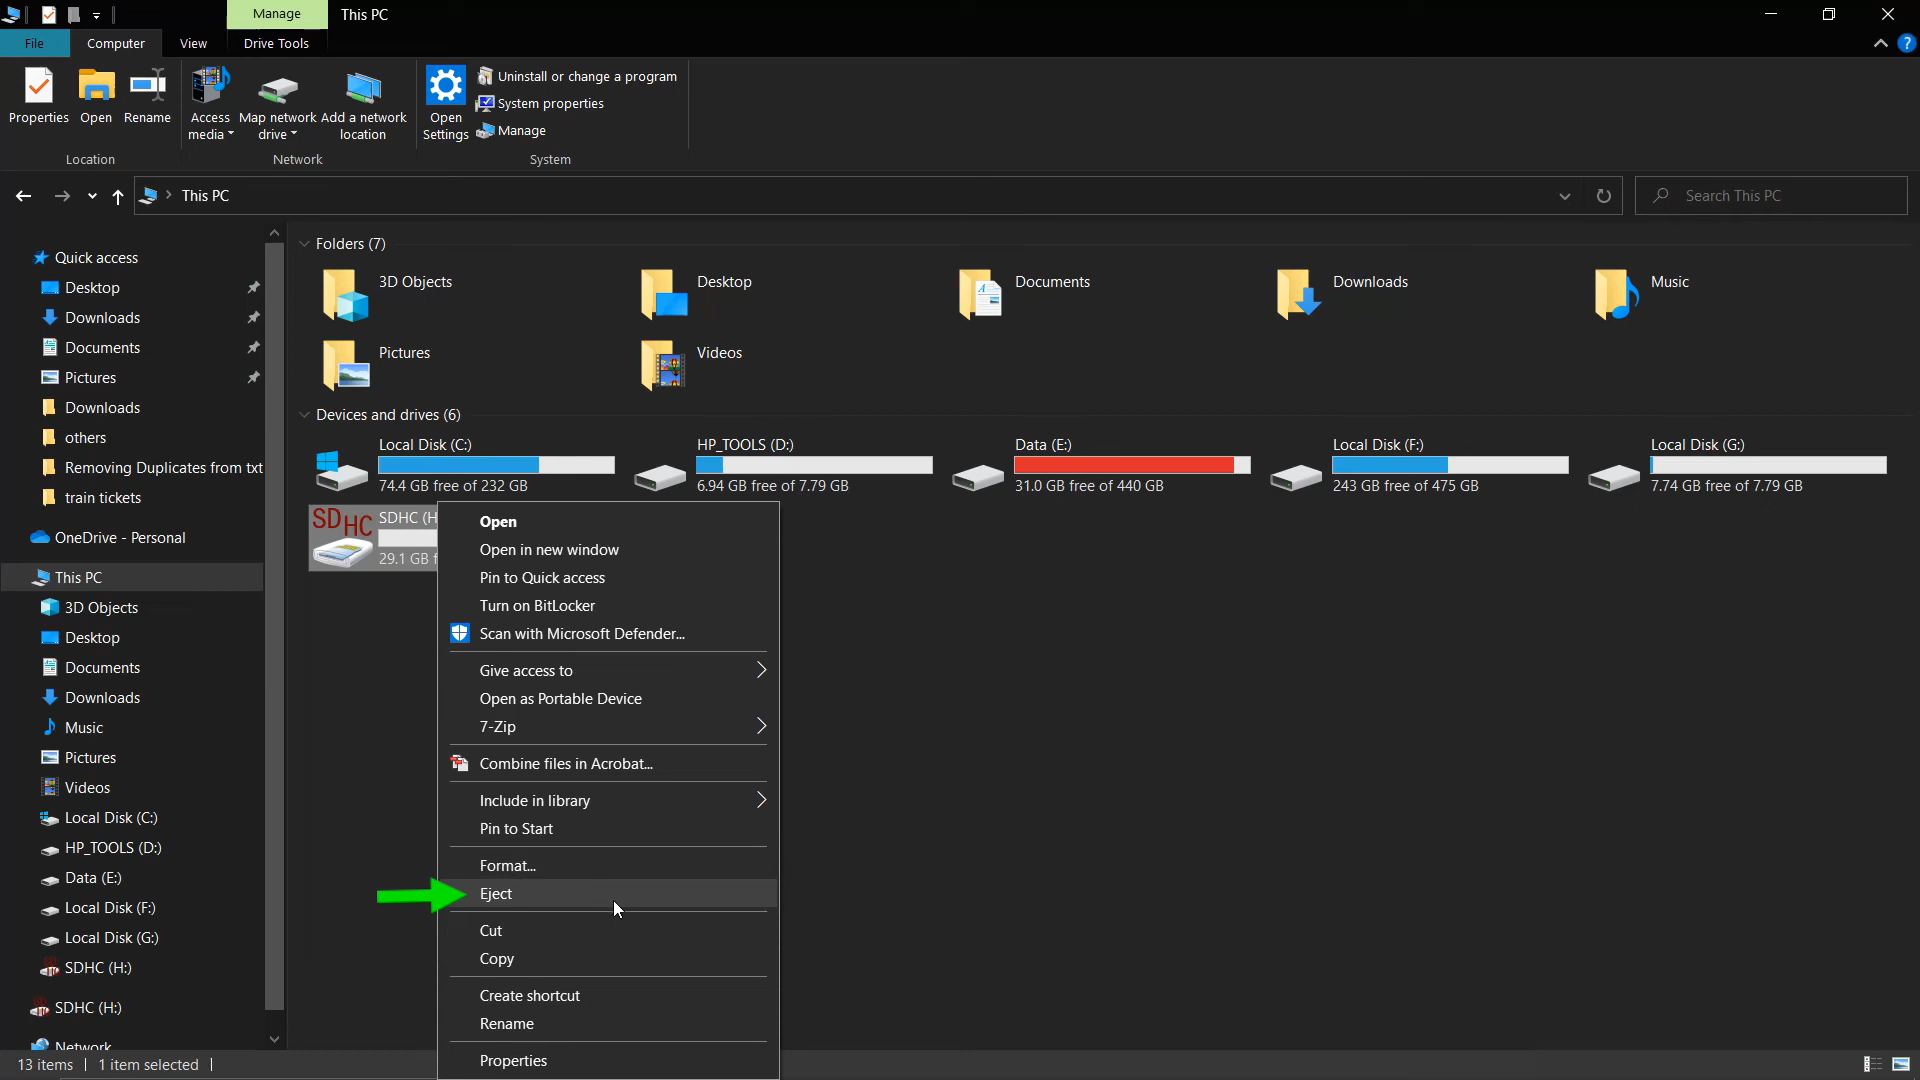 Manage
This PC
File
Computer
View
Drive Tools
Properties
Open
Rename
Access media
Map network drive
Add a network location
Open Settings
Uninstall or change a program
System properties
Manage
Location
Network
System
This PC
Search This PC
Quick access
Desktop
Downloads
Documents
Pictures
Downloads
others
Removing Duplicates from txt
train tickets
OneDrive - Personal
This PC
3D Objects
Desktop
Documents
Downloads
Music
Pictures
Videos
Local Disk (C:)
HP_TOOLS (D:)
Data (E:)
Local Disk (F:)
Local Disk (G:)
SDHC (H:)
SDHC (H:)
Network
Folders (7)
3D Objects
Desktop
Documents
Downloads
Music
Pictures
Videos
Devices and drives (6)
Local Disk (C:)
74.4 GB free of 232 GB
HP_TOOLS (D:)
6.94 GB free of 7.79 GB
Data (E:)
31.0 GB free of 440 GB
Local Disk (F:)
243 GB free of 475 GB
Local Disk (G:)
7.74 GB free of 7.79 GB
SDHC
SDHC (H
29.1 GB f
Open
Open in new window
Pin to Quick access
Turn on BitLocker
Scan with Microsoft Defender...
Give access to
Open as Portable Device
7-Zip
Combine files in Acrobat...
Include in library
Pin to Start
Format...
Eject
Cut
Copy
Create shortcut
Rename
Properties
13 items
1 item selected